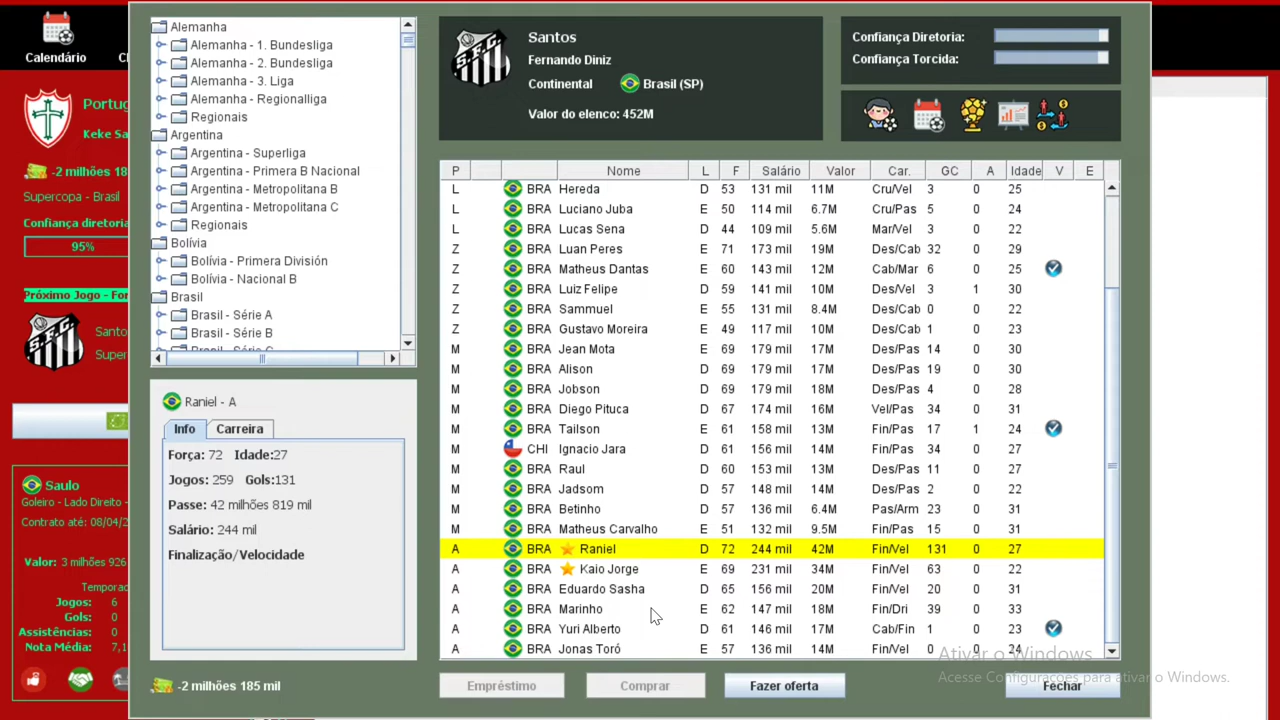 Calendário
Portug
Keke Sa
-2 milhões 18
Supercopa - Brasil
Confiança diretoria
95%
Próximo Jogo - For
Santo
Super
Saulo
Goleiro - Lado Direito -
Contrato até: 08/04/2
Valor: 3 milhões 926
Temporad
Jogos: 6
Gols: 0
Assistências: 0
Nota Média: 7,1
Alemanha
Alemanha - 1. Bundesliga
Alemanha - 2. Bundesliga
Alemanha - 3. Liga
Alemanha - Regionalliga
Regionais
Argentina
Argentina - Superliga
Argentina - Primera B Nacional
Argentina - Metropolitana B
Argentina - Metropolitana C
Regionais
Bolívia
Bolívia - Primera División
Bolívia - Nacional B
Brasil
Brasil - Série A
Brasil - Série B
Brasil - Série C
Raniel - A
Info Carreira
Força: 72 Idade:27
Jogos: 259 Gols:131
Passe: 42 milhões 819 mil
Salário: 244 mil
Finalização/Velocidade
-2 milhões 185 mil
Santos
Fernando Diniz
Continental Brasil (SP)
Valor do elenco: 452M
Confiança Diretoria:
Confiança Torcida:
P Nome L F Salário Valor Car. GC A Idade V E
L BRA Hereda D 53 131 mil 11M Cru/Vel 3 0 25
L BRA Luciano Juba E 50 114 mil 6.7M Cru/Pas 5 0 24
L BRA Lucas Sena D 44 109 mil 5.6M Mar/Vel 3 0 22
Z BRA Luan Peres E 71 173 mil 19M Des/Cab 32 0 29
Z BRA Matheus Dantas E 60 143 mil 12M Cab/Mar 6 0 25
Z BRA Luiz Felipe D 59 141 mil 10M Des/Vel 3 1 30
Z BRA Sammuel E 55 131 mil 8.4M Des/Cab 0 0 22
Z BRA Gustavo Moreira E 49 117 mil 10M Des/Cab 1 0 23
M BRA Jean Mota E 69 179 mil 17M Des/Pas 14 0 30
M BRA Alison D 69 179 mil 17M Des/Pas 19 0 30
M BRA Jobson D 69 179 mil 18M Des/Pas 4 0 28
M BRA Diego Pituca D 67 174 mil 16M Vel/Pas 34 0 31
M BRA Tailson E 61 158 mil 13M Fin/Pas 17 1 24
M CHI Ignacio Jara D 61 156 mil 14M Fin/Pas 34 0 27
M BRA Raul D 60 153 mil 13M Des/Pas 11 0 27
M BRA Jadsom D 57 148 mil 14M Des/Pas 2 0 22
M BRA Betinho D 57 136 mil 6.4M Pas/Arm 23 0 31
M BRA Matheus Carvalho E 51 132 mil 9.5M Fin/Pas 15 0 31
A BRA Raniel D 72 244 mil 42M Fin/Vel 131 0 27
A BRA Kaio Jorge E 69 231 mil 34M Fin/Vel 63 0 22
A BRA Eduardo Sasha D 65 156 mil 20M Fin/Vel 20 0 31
A BRA Marinho E 62 147 mil 18M Fin/Dri 39 0 33
A BRA Yuri Alberto D 61 146 mil 17M Cab/Fin 1 0 23
A BRA Jonas Toró E 57 136 mil 14M Fin/Vel 0 0 24
Ativar o Windows
Acesse Configurações para ativar o Windows.
Empréstimo Comprar Fazer oferta Fechar